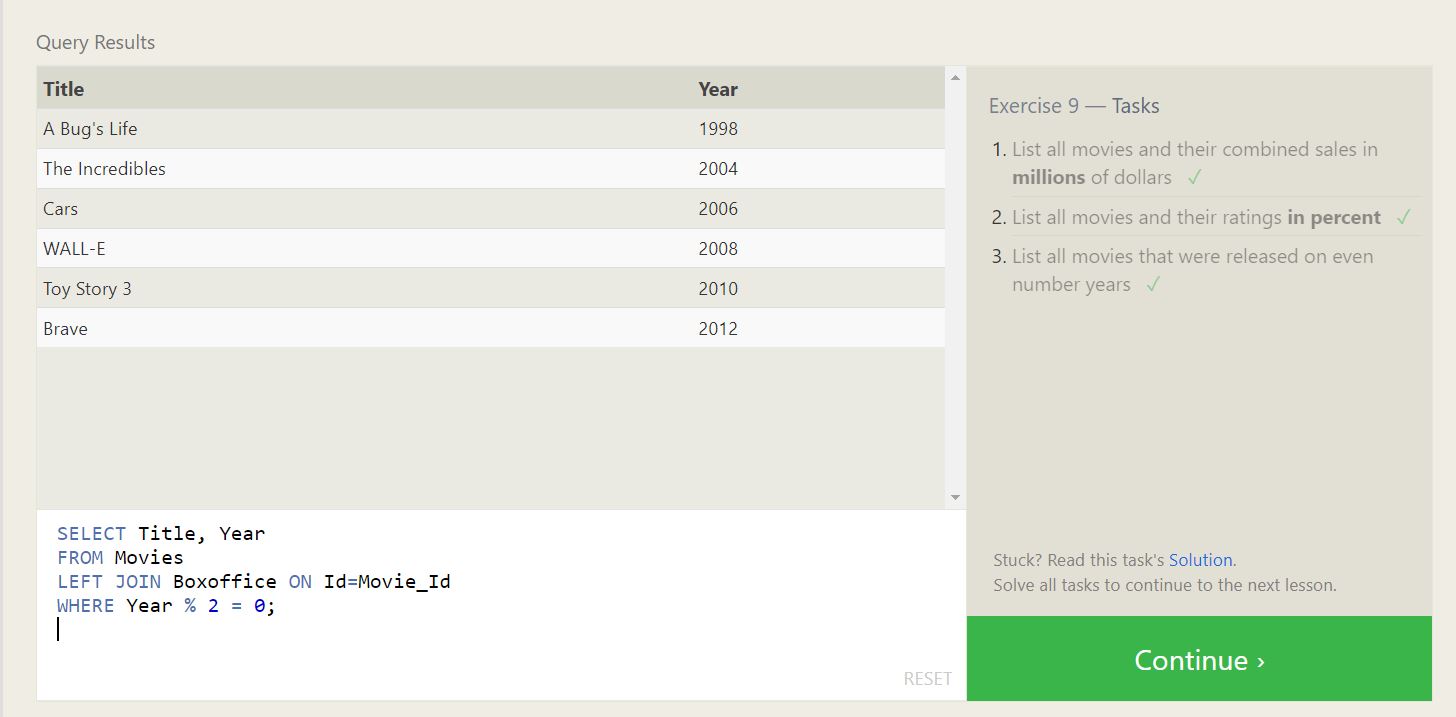 Query Results
Title Year
A Bug's Life 1998
The Incredibles 2004
Cars 2006
WALL-E 2008
Toy Story 3 2010
Brave 2012
SELECT Title, Year
FROM Movies
LEFT JOIN Boxoffice ON Id=Movie_Id
WHERE Year % 2 = 0;
RESET
Exercise 9 — Tasks
1. List all movies and their combined sales in
millions of dollars ✓
2. List all movies and their ratings in percent ✓
3. List all movies that were released on even
number years ✓
Stuck? Read this task's Solution.
Solve all tasks to continue to the next lesson.
Continue ›